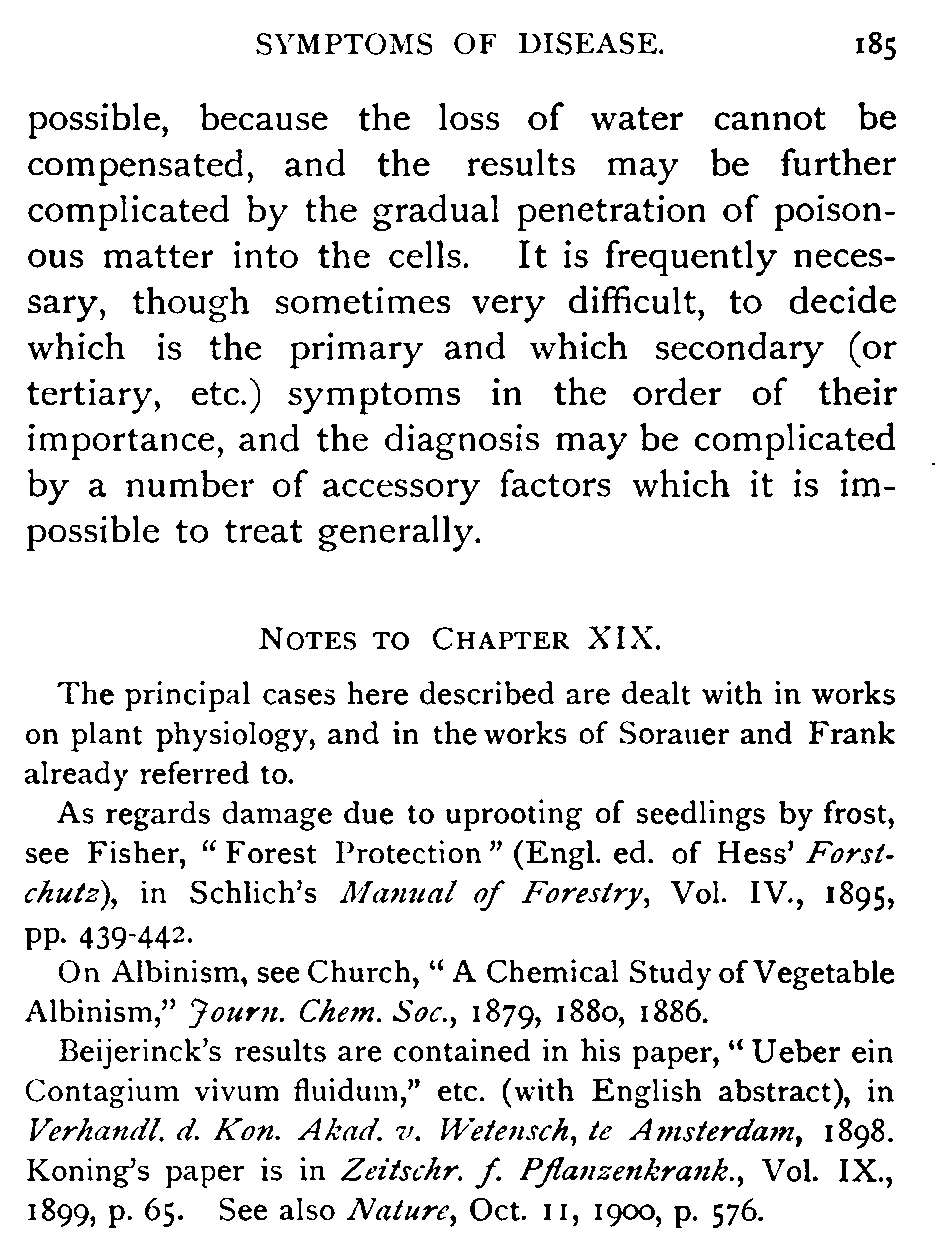 SYMPTOMS OF DISEASE. 185
possible, because the loss of water cannot be
compensated, and the results may be further
complicated by the gradual penetration of poison-
ous matter into the cells. It is frequently neces-
sary, though sometimes very difficult, to decide
which is the primary and which secondary (or
tertiary, etc.) symptoms in the order of their
importance, and the diagnosis may be complicated
by a number of accessory factors which it is im-
possible to treat generally.
NOTES TO CHAPTER XIX.
The principal cases here described are dealt with in works
on plant physiology, and in the works of Sorauer and Frank
already referred to.
As regards damage due to uprooting of seedlings by frost,
see Fisher, "Forest Protection" (Engl. ed. of Hess' Forst-
chutz), in Schlich's Manual of Forestry, Vol. IV., 1895,
pp. 439-442.
On Albinism, see Church, "A Chemical Study of Vegetable
Albinism," Journ. Chem. Soc., 1879, 1880, 1886.
Beijerinck's results are contained in his paper, "Ueber ein
Contagium vivum fluidum," etc. (with English abstract), in
Verhandl. d. Kon. Akad. v. Wetensch, te Amsterdam, 1898.
Koning's paper is in Zeitschr. f. Pflanzenkrank., Vol. IX.,
1899, p. 65. See also Nature, Oct. 11, 1900, p. 576.